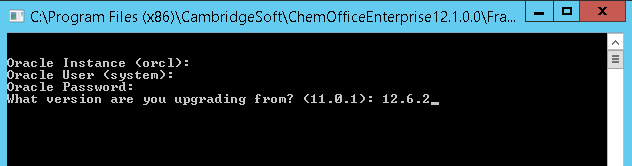 C:\Program Files (x86)\CambridgeSoft\ChemOfficeEnterprise12.1.0.0\Fra...
Oracle Instance (orcl):
Oracle User (system):
Oracle Password:
What version are you upgrading from? (11.0.1): 12.6.2_